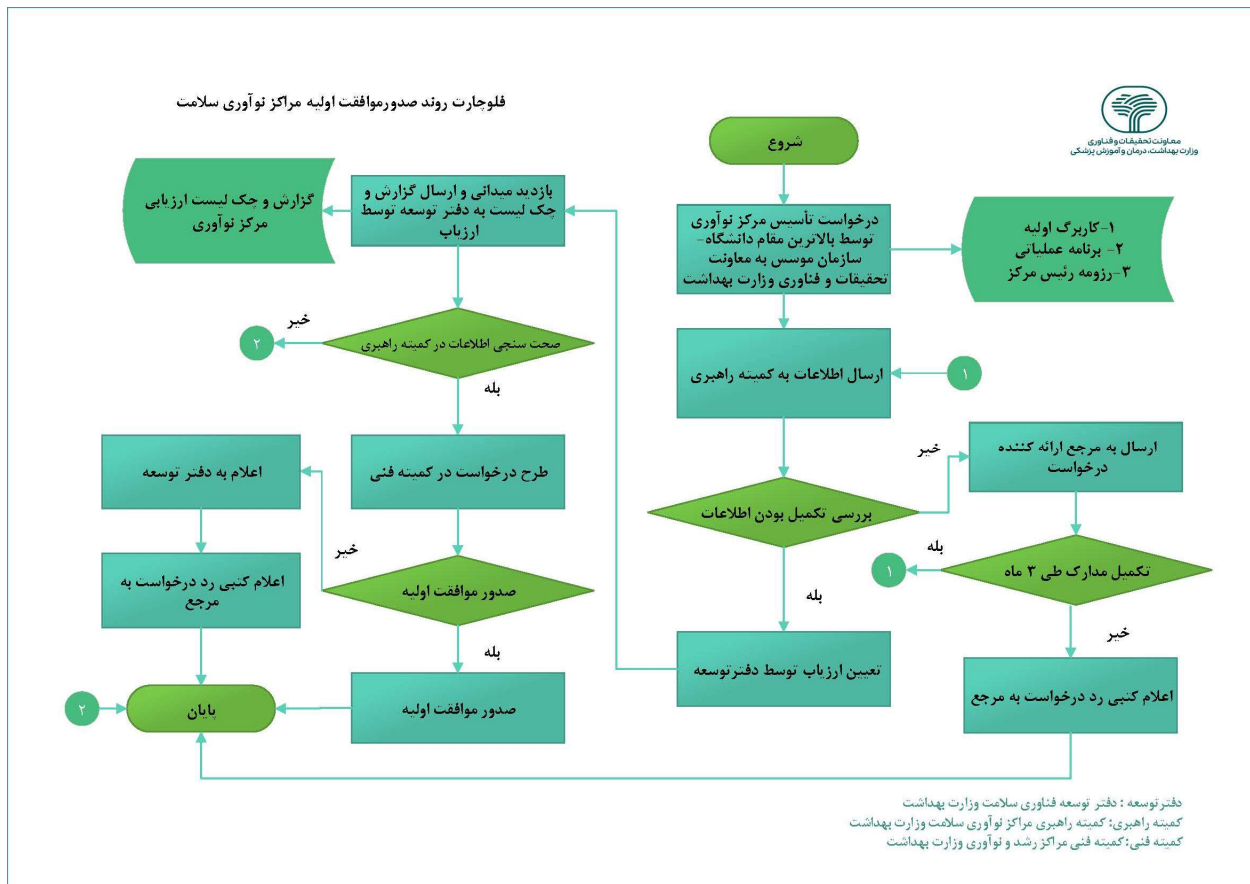 فلوچارت روند صدورموافقت اولیه مراکز نوآوری سلامت
معاونت تحقیقات و فناوری
وزارت بهداشت، درمان و آموزش پزشکی
شروع
درخواست تأسیس مرکز نوآوری
توسط بالاترین مقام دانشگاه-
سازمان موسس به معاونت
تحقیقات و فناوری وزارت بهداشت
۱-کاربرگ اولیه
۲- برنامه عملیاتی
۳-رزومه رئیس مرکز
ارسال اطلاعات به کمیته راهبری
۱
بررسی تکمیل بودن اطلاعات
خیر
ارسال به مرجع ارائه کننده
درخواست
تکمیل مدارک طی ۳ ماه
بله
۱
خیر
اعلام کتبی رد درخواست به مرجع
بله
تعیین ارزیاب توسط دفترتوسعه
بازدید میدانی و ارسال گزارش و
چک لیست به دفتر توسعه توسط
ارزیاب
گزارش و چک لیست ارزیابی
مرکز نوآوری
صحت سنجی اطلاعات در کمیته راهبری
خیر
۲
بله
طرح درخواست در کمیته فنی
صدور موافقت اولیه
خیر
اعلام به دفتر توسعه
اعلام کتبی رد درخواست به
مرجع
بله
صدور موافقت اولیه
پایان
۲
دفترتوسعه : دفتر توسعه فناوری سلامت وزارت بهداشت
کمیته راهبری: کمیته راهبری مراکز نوآوری سلامت وزارت بهداشت
کمیته فنی: کمیته فنی مراکز رشد و نوآوری وزارت بهداشت